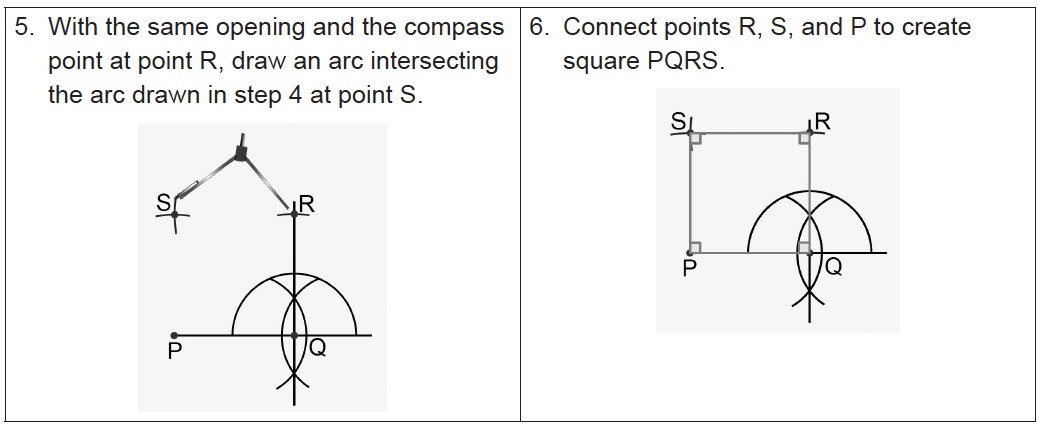 5. With the same opening and the compass
point at point R, draw an arc intersecting
the arc drawn in step 4 at point S.
S
R
P
Q
6. Connect points R, S, and P to create
square PQRS.
S
R
P
Q